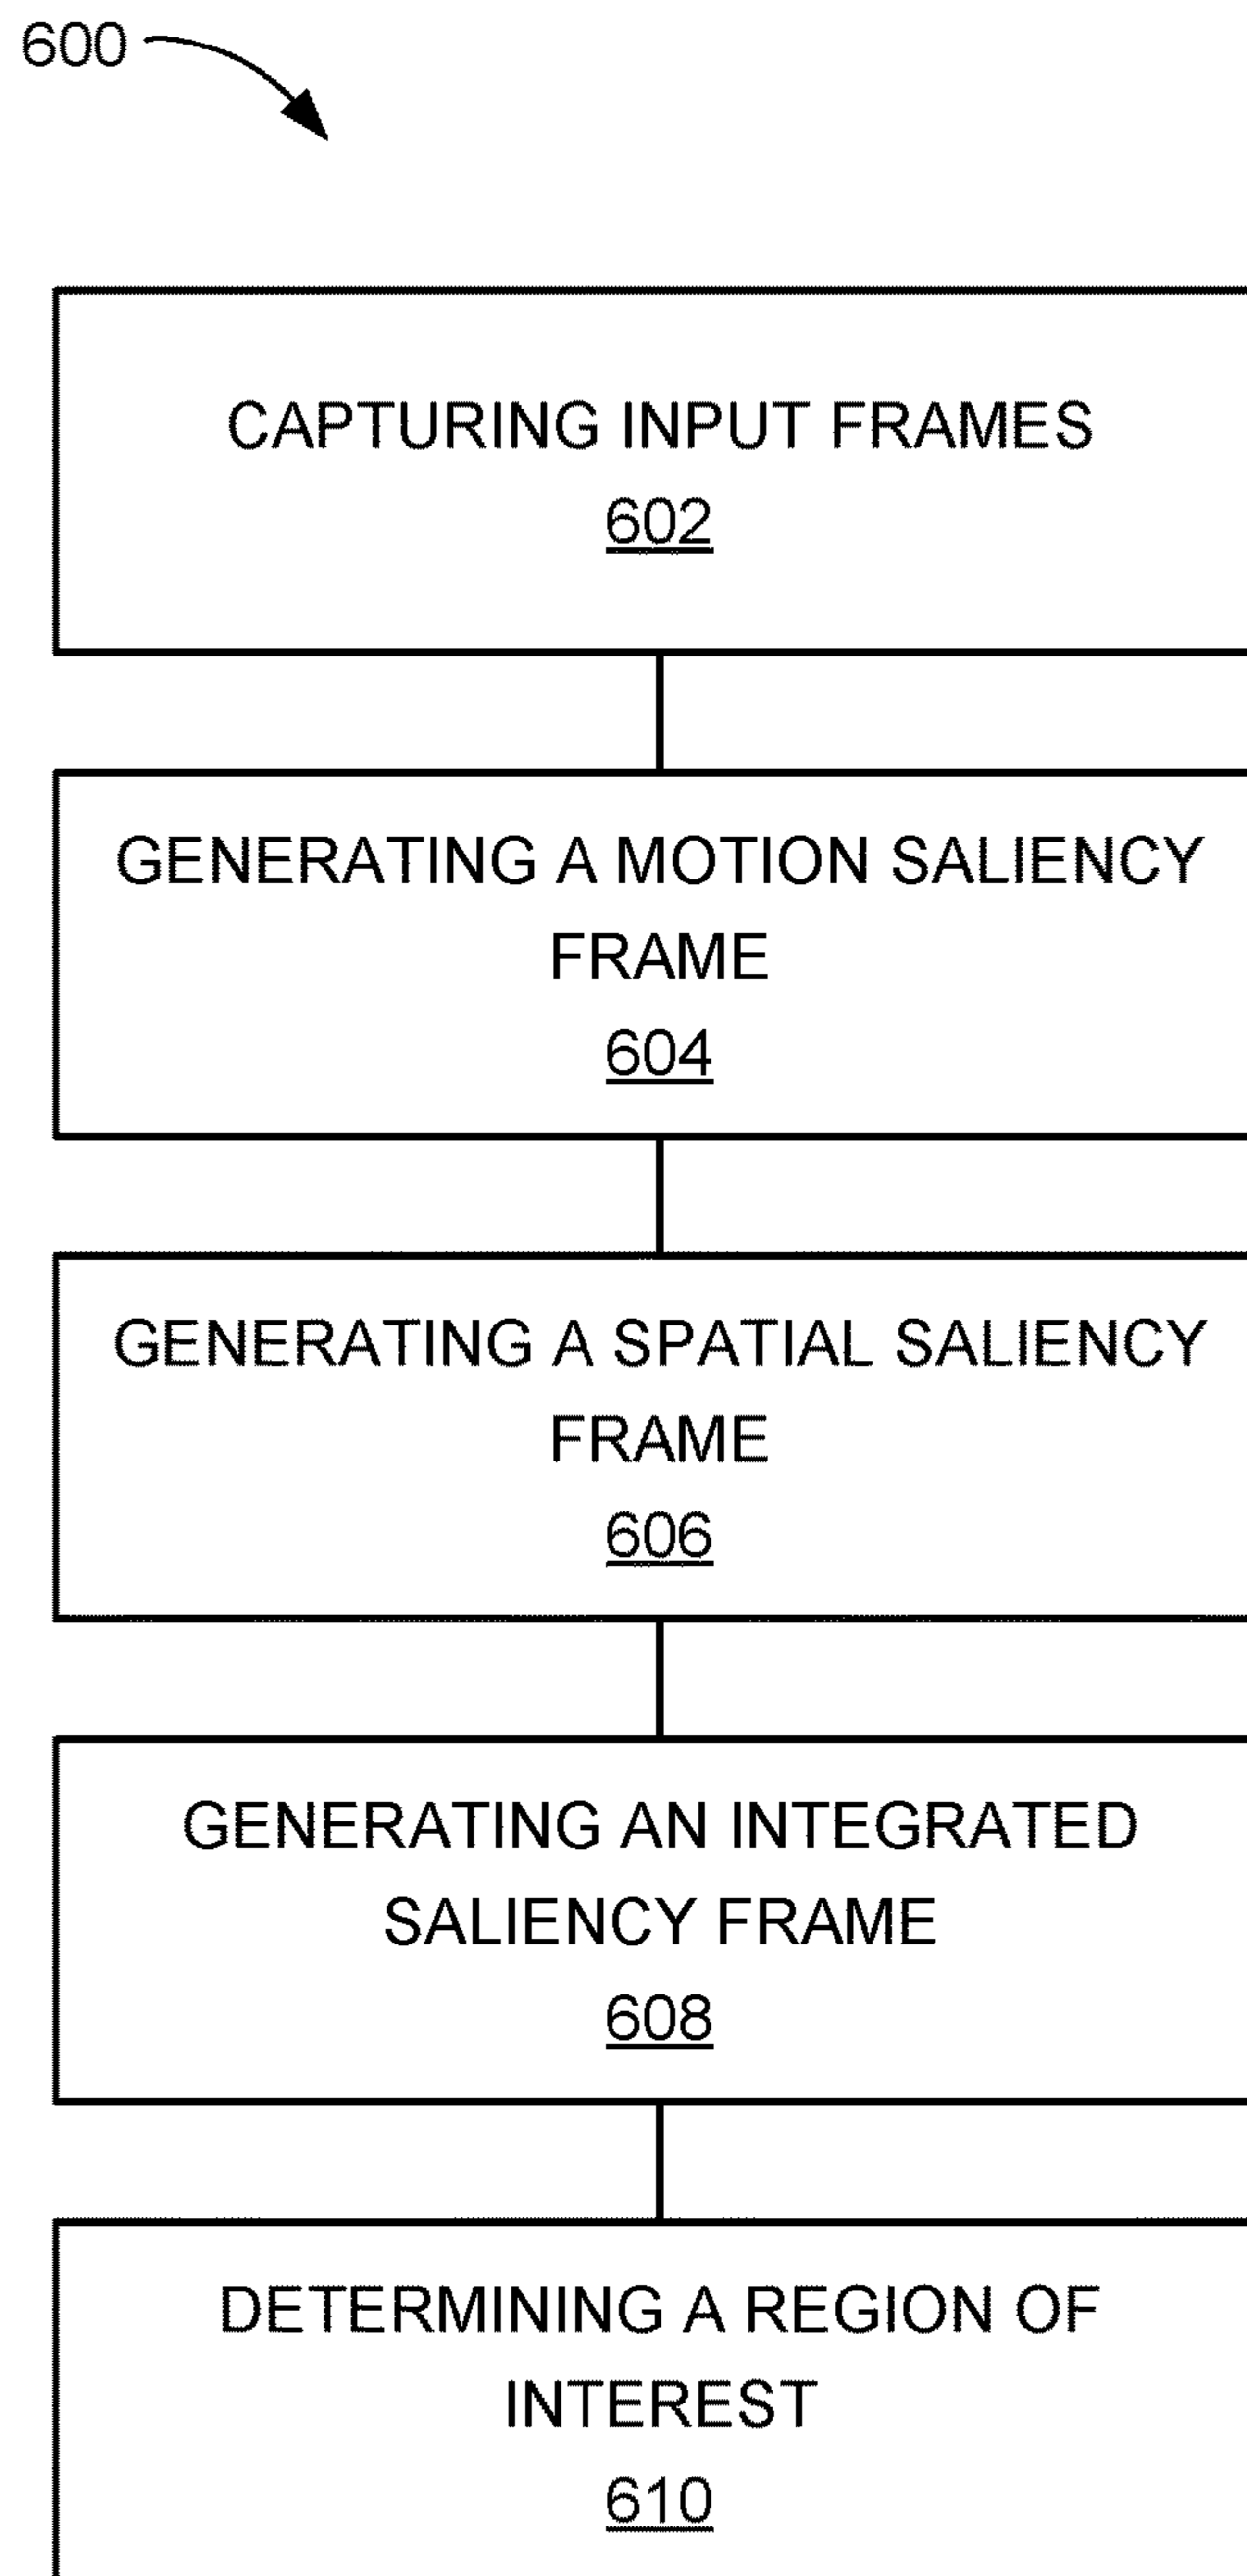 600
CAPTURING INPUT FRAMES
602
GENERATING A MOTION SALIENCY
FRAME
604
GENERATING A SPATIAL SALIENCY
FRAME
606
GENERATING AN INTEGRATED
SALIENCY FRAME
608
DETERMINING A REGION OF
INTEREST
610